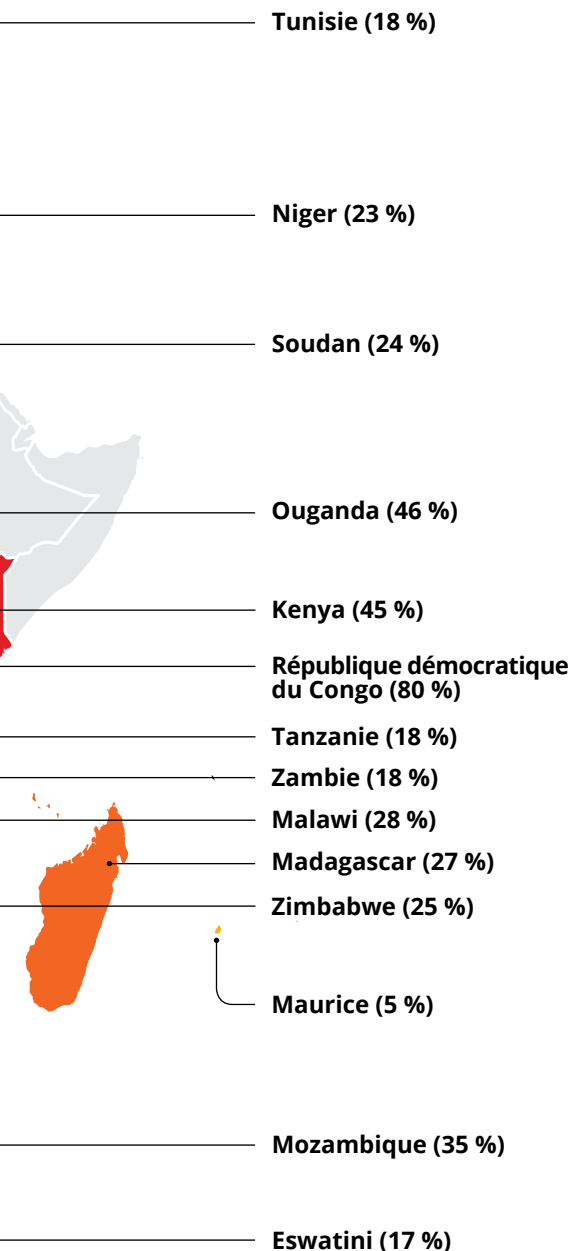 Tunisie (18 %)
Niger (23 %)
Soudan (24 %)
Ouganda (46 %)
Kenya (45 %)
République démocratique
du Congo (80 %)
Tanzanie (18 %)
Zambie (18 %)
Malawi (28 %)
Madagascar (27 %)
Zimbabwe (25 %)
Maurice (5 %)
Mozambique (35 %)
Eswatini (17 %)